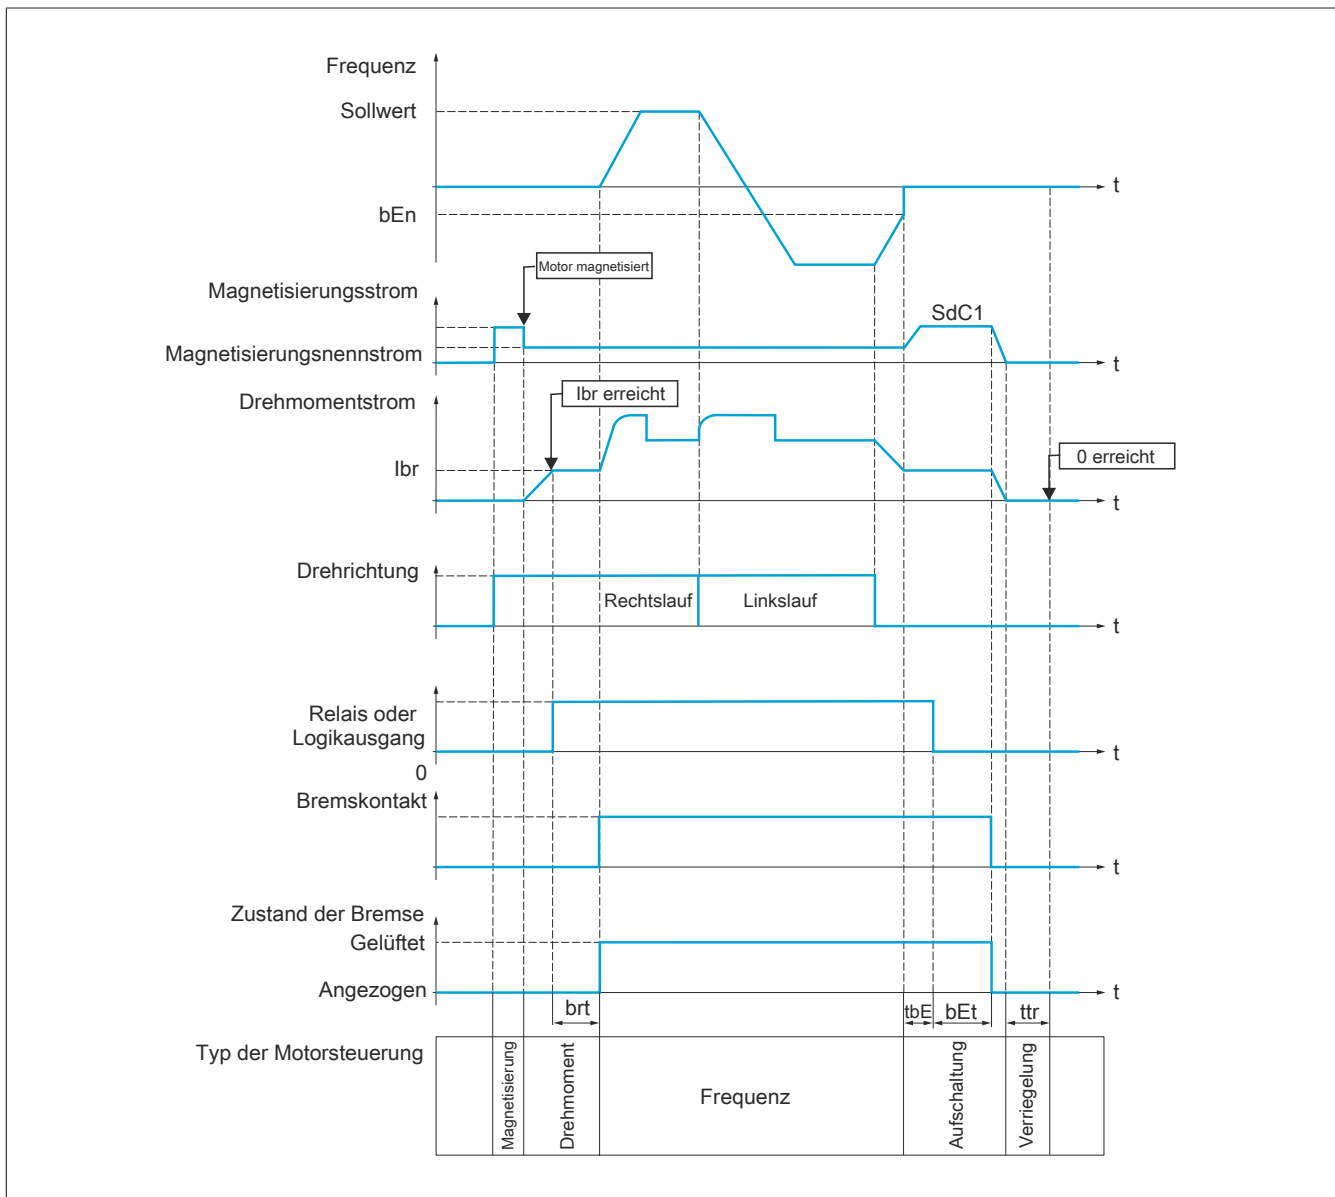 Frequenz
Sollwert
t
bEn
Motor magnetisiert
Magnetisierungsstrom
SdC1
Magnetisierungsnennstrom
t
Ibr erreicht
Drehmomentstrom
0 erreicht
Ibr
t
Drehrichtung
Rechtslauf
Linkslauf
t
Relais oder
Logikausgang
t
0
Bremskontakt
t
Zustand der Bremse
Gelüftet
Angezogen
t
brt
tbE
bEt
ttr
Typ der Motorsteuerung
Magnetisierung
Drehmoment
Frequenz
Aufschaltung
Verriegelung